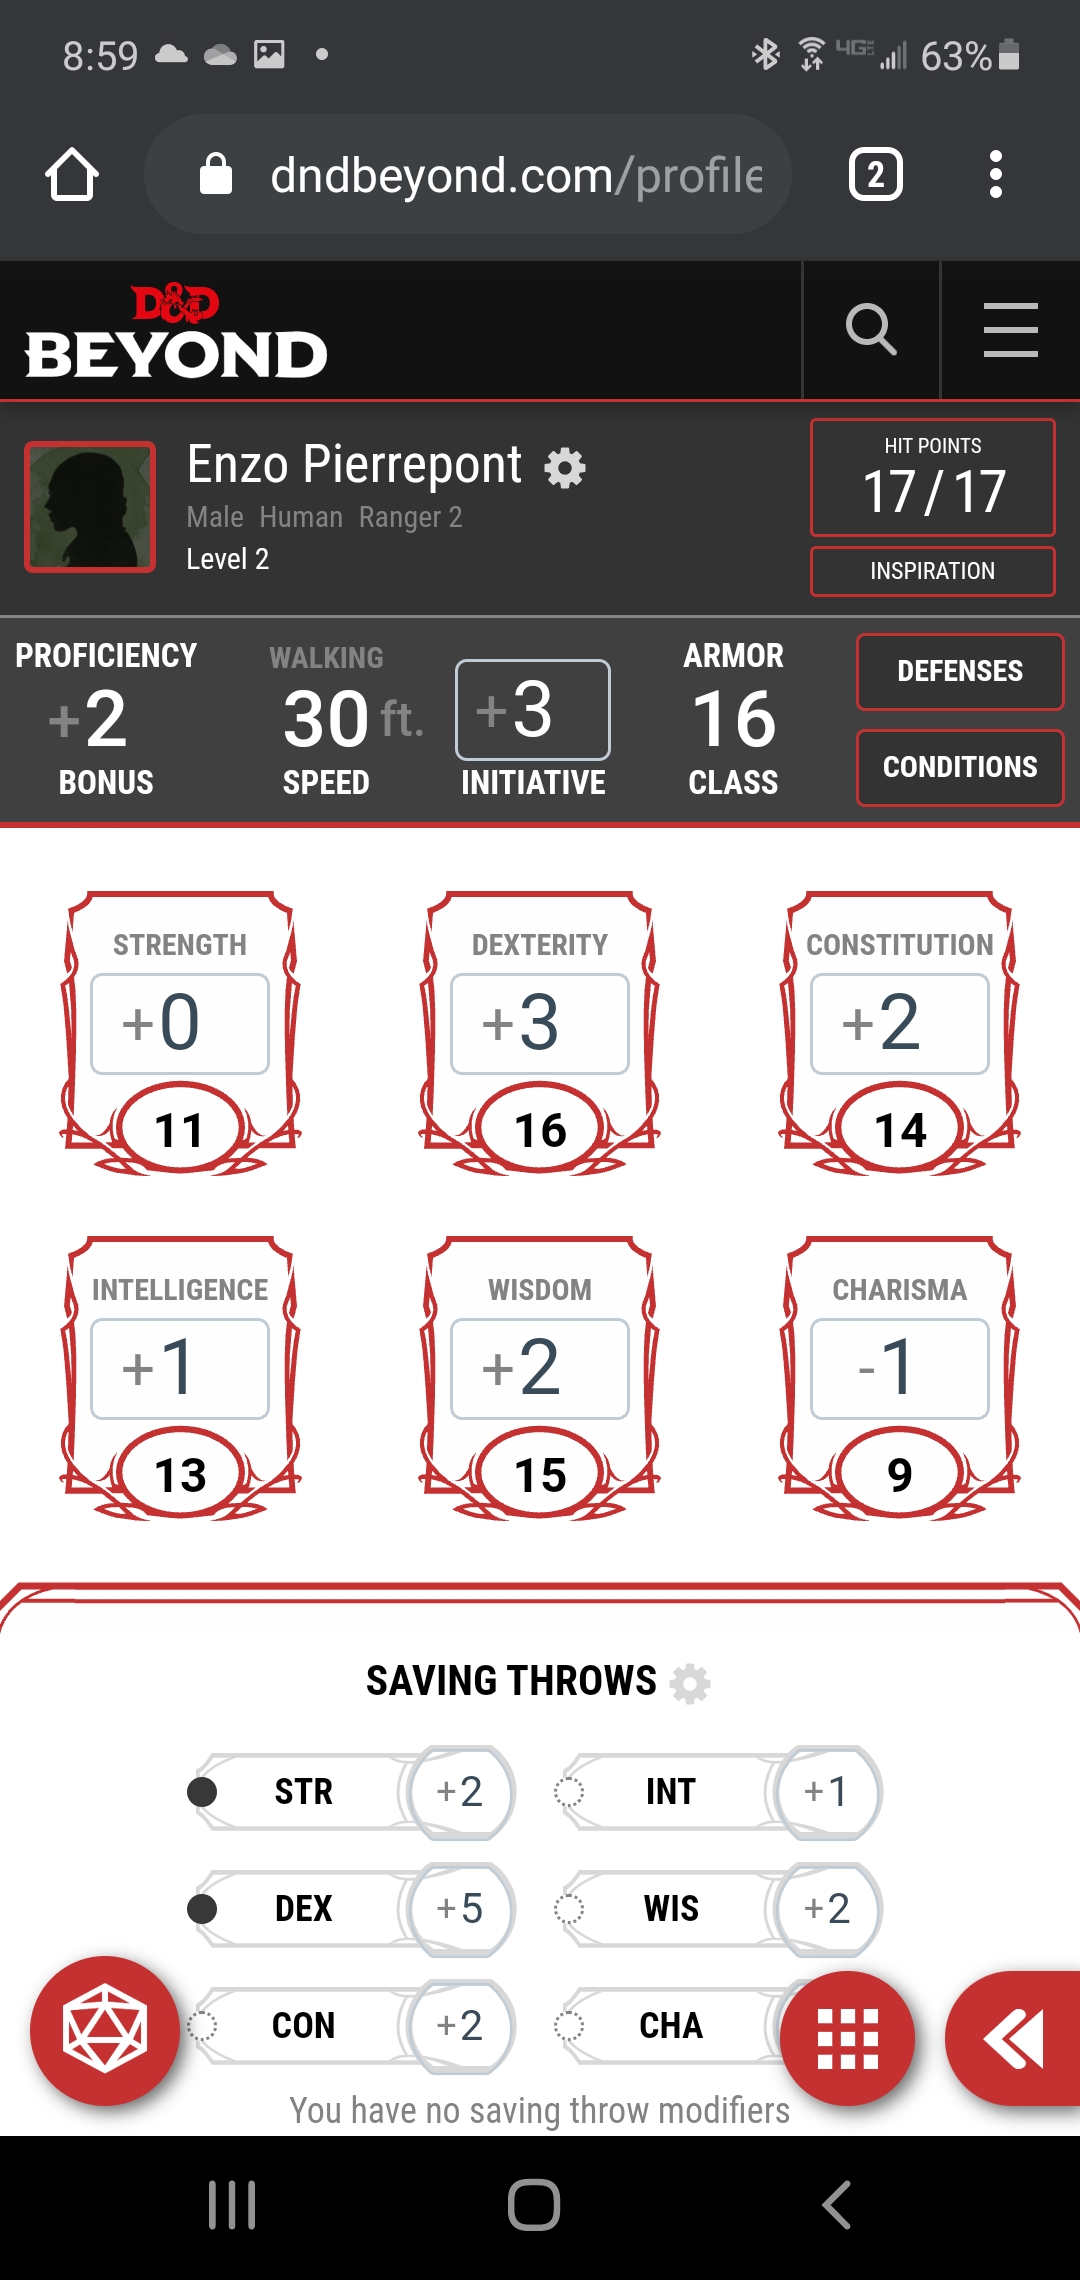 8:59
4G
63%
dndbeyond.com/profile
2
D&D
BEYOND
Enzo Pierrepont
Male Human Ranger 2
Level 2
HIT POINTS
17 / 17
INSPIRATION
PROFICIENCY
+2
BONUS
WALKING
30 ft.
SPEED
+3
INITIATIVE
ARMOR
16
CLASS
DEFENSES
CONDITIONS
STRENGTH
+0
11
DEXTERITY
+3
16
CONSTITUTION
+2
14
INTELLIGENCE
+1
13
WISDOM
+2
15
CHARISMA
-1
9
SAVING THROWS
STR +2
INT +1
DEX +5
WIS +2
CON +2
CHA
You have no saving throw modifiers